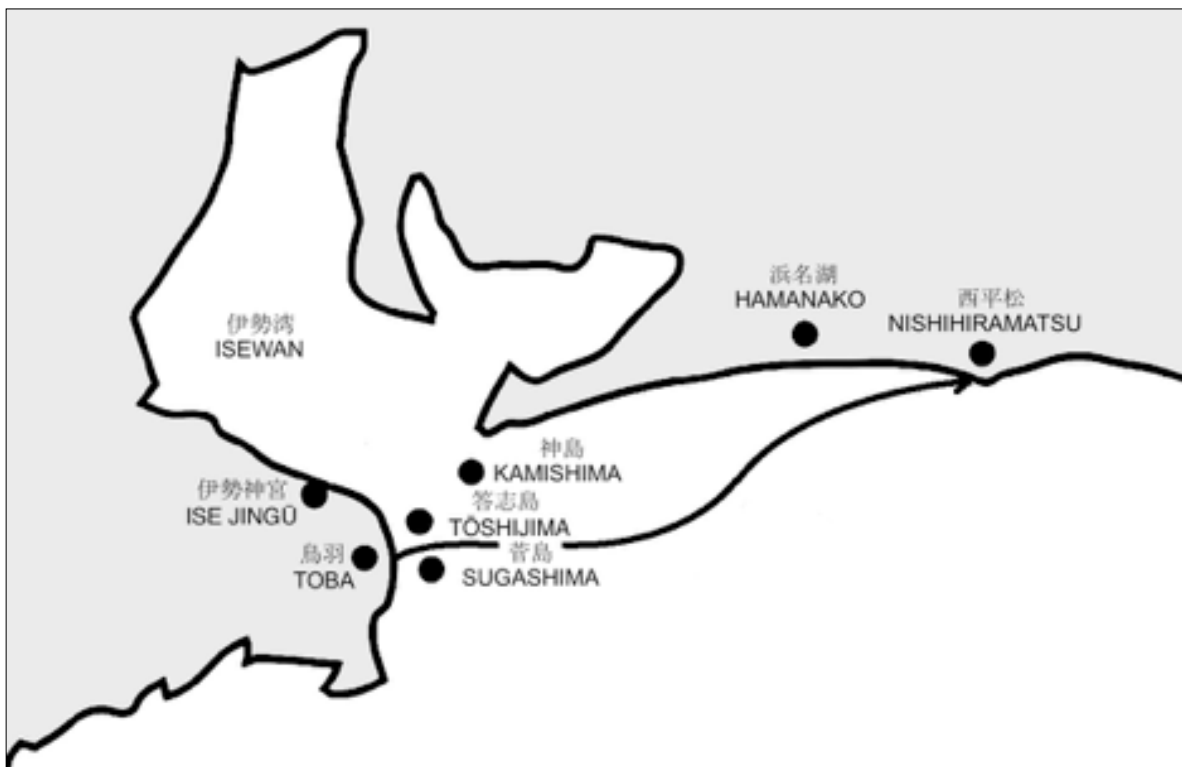 浜名湖
HAMANAKO
西平松
NISHIHIRAMATSU
伊勢湾
ISEWAN
神島
KAMISHIMA
伊勢神宮
ISE JINGŪ
答志島
TŌSHIJIMA
鳥羽
TOBA
菅島
SUGASHIMA